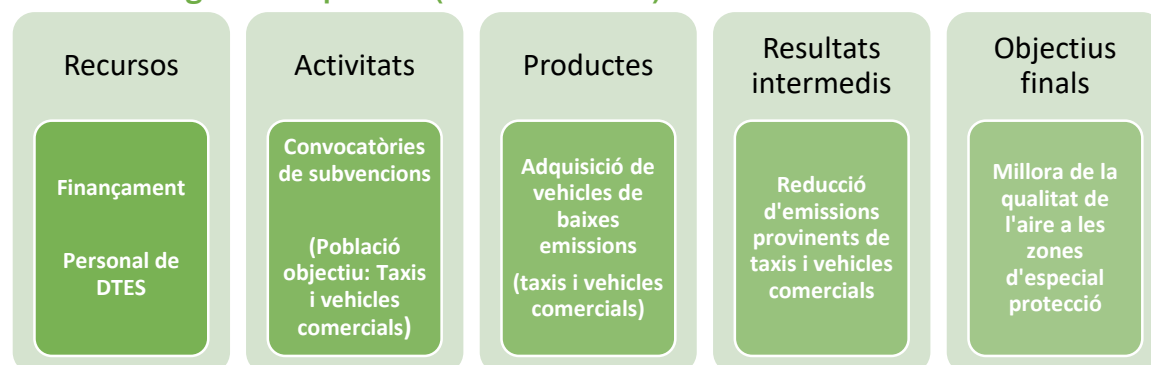 Recursos
Finançament
Personal de
DTES
Activitats
Convocatòries
de subvencions
(Població
objectiu: Taxis
i vehicles
comercials)
Productes
Adquisició de
vehicles de
baixes
emissions
(taxis i vehicles
comercials)
Resultats
intermedis
Reducció
d'emissions
provinents de
taxis i vehicles
comercials
Objectius
finals
Millora de la
qualitat de
l'aire a les
zones
d'especial
protecció